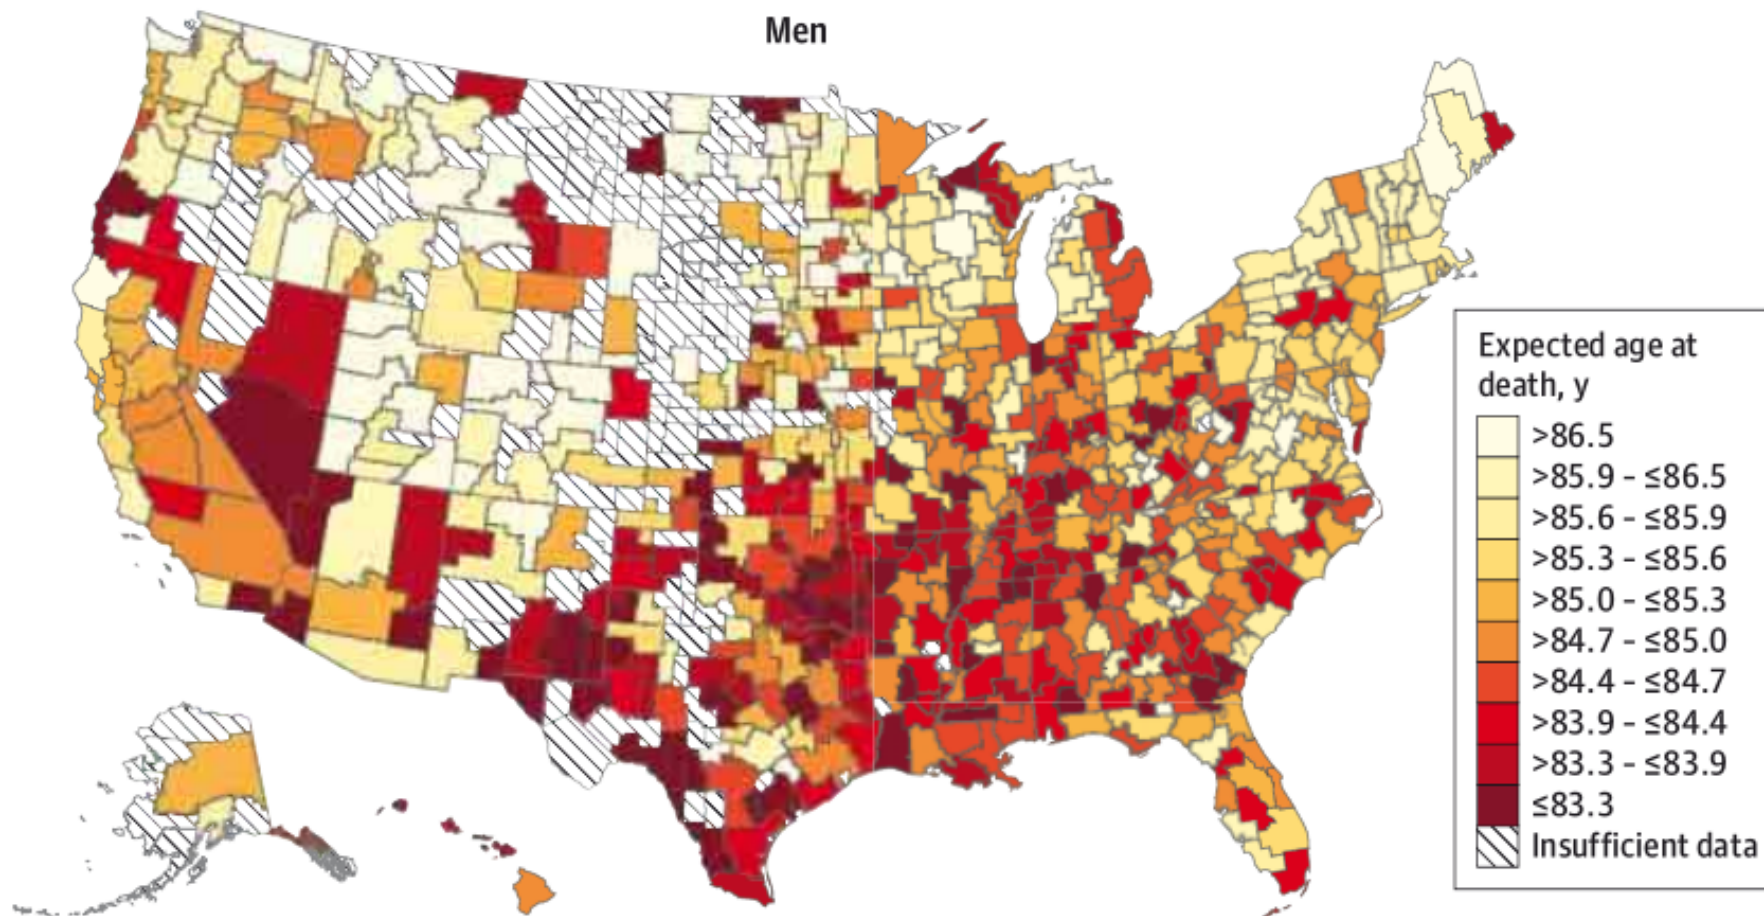 Men
Expected age at
death, y
>86.5
>85.9 - ≤86.5
>85.6 - ≤85.9
>85.3 - ≤85.6
>85.0 - ≤85.3
>84.7 - ≤85.0
>84.4 - ≤84.7
>83.9 - ≤84.4
>83.3 - ≤83.9
≤83.3
Insufficient data